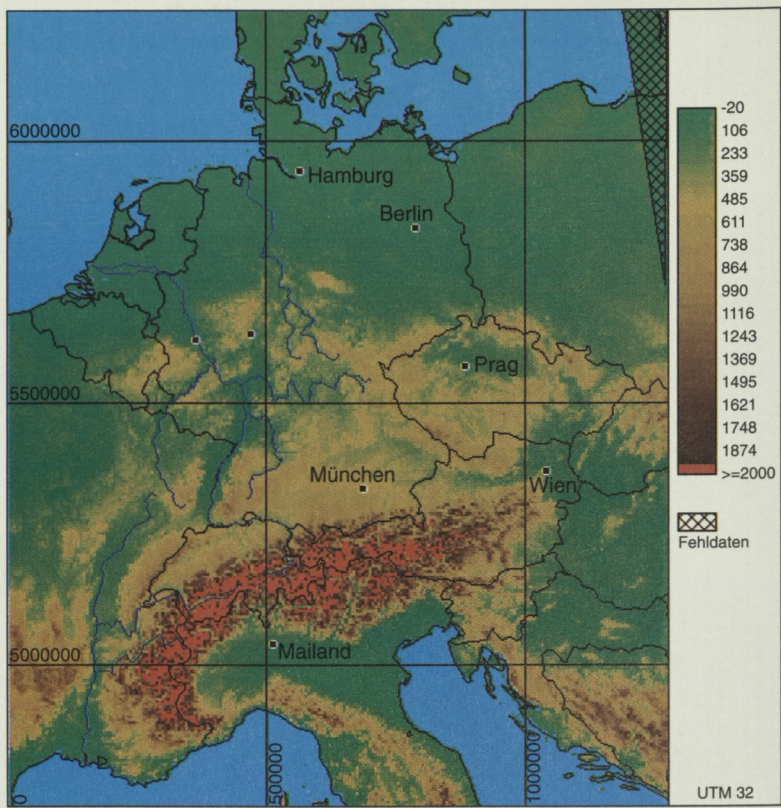 6000000
Hamburg
Berlin
Prag
5500000
München
Wien
Mailand
5000000
0
500000
1000000
-20
106
233
359
485
611
738
864
990
1116
1243
1369
1495
1621
1748
1874
>=2000
Fehldaten
UTM 32